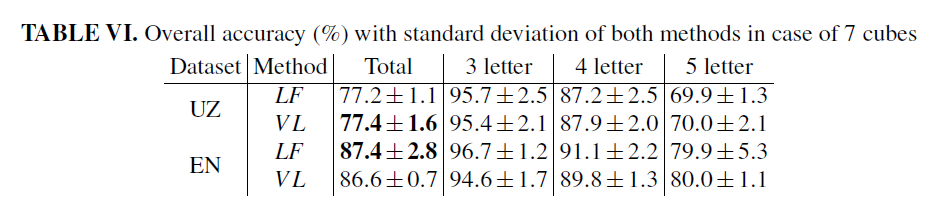 TABLE VI. Overall accuracy (%) with standard deviation of both methods in case of 7 cubes
Dataset Method Total 3 letter 4 letter 5 letter
UZ LF 77.2±1.1 95.7±2.5 87.2±2.5 69.9±1.3
VL 77.4±1.6 95.4±2.1 87.9±2.0 70.0±2.1
EN LF 87.4±2.8 96.7±1.2 91.1±2.2 79.9±5.3
VL 86.6±0.7 94.6±1.7 89.8±1.3 80.0±1.1